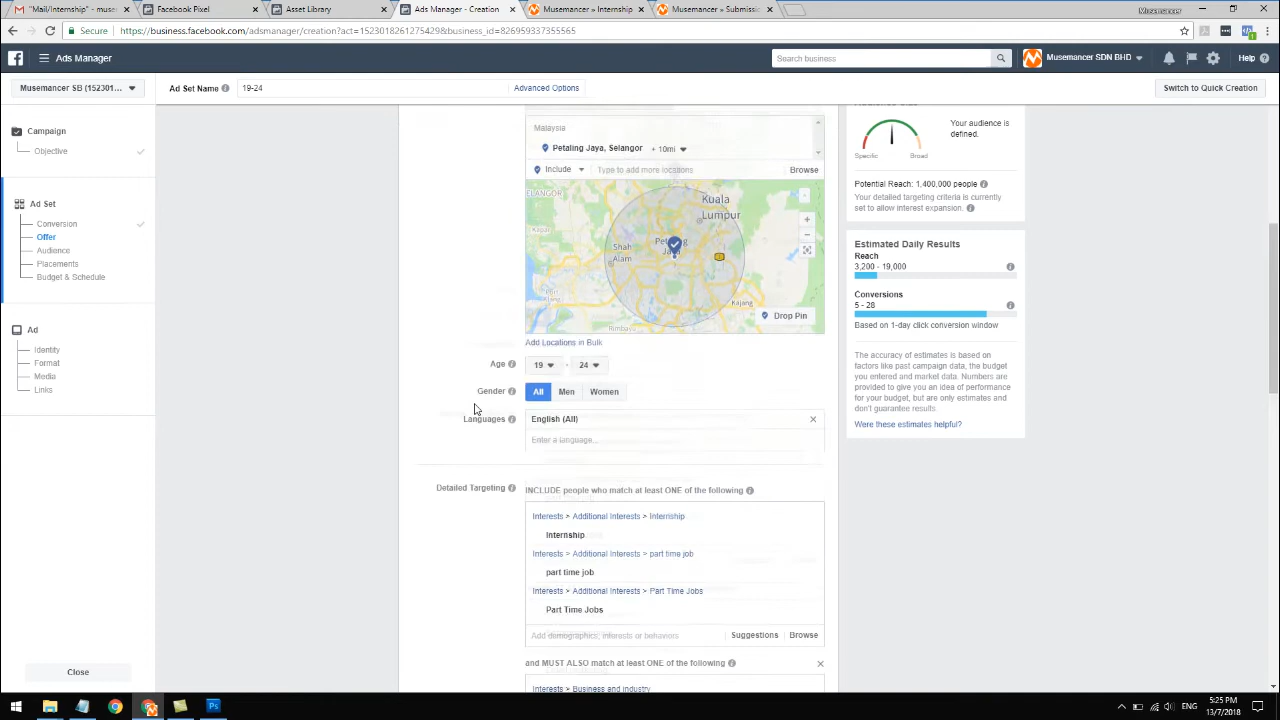 "Mail/Internship" - muse
Facebook Pixel
Asset Library
Ads Manager - Creation
Musemancer » Internship
Musemancer » Submissi
Musemancer
Secure
https://business.facebook.com/adsmanager/creation?act=1523018261275429&business_id=826959337355565
Ads Manager
Search business
Musemancer SDN BHD
Help
Musemancer SB (152301...
Ad Set Name
19-24
Advanced Options
Switch to Quick Creation
Campaign
Objective
Ad Set
Conversion
Offer
Audience
Placements
Budget & Schedule
Ad
Identity
Format
Media
Links
Close
Malaysia
Petaling Jaya, Selangor + 10mi
Include
Type to add more locations
Browse
ELANGOR
Kuala Lumpur
Shah Alam
Kajang
Rimbayu
Drop Pin
Add Locations in Bulk
Age
19 - 24
Gender
All Men Women
Languages
English (All)
Enter a language...
Detailed Targeting
INCLUDE people who match at least ONE of the following
Interests > Additional Interests > Internship
Internship
Interests > Additional Interests > part time job
part time job
Interests > Additional Interests > Part Time Jobs
Part Time Jobs
Add demographics, interests or behaviors
Suggestions Browse
and MUST ALSO match at least ONE of the following
Interests > Business and industry
Audience Size
Your audience is defined.
Specific
Broad
Potential Reach: 1,400,000 people
Your detailed targeting criteria is currently
set to allow interest expansion.
Estimated Daily Results
Reach
3,200 - 19,000
Conversions
5 - 28
Based on 1-day click conversion window
The accuracy of estimates is based on
factors like past campaign data, the budget
you entered and market data. Numbers are
provided to give you an idea of performance
for your budget, but are only estimates and
don't guarantee results
Were these estimates helpful?
ENG
5:25 PM
13/7/2018